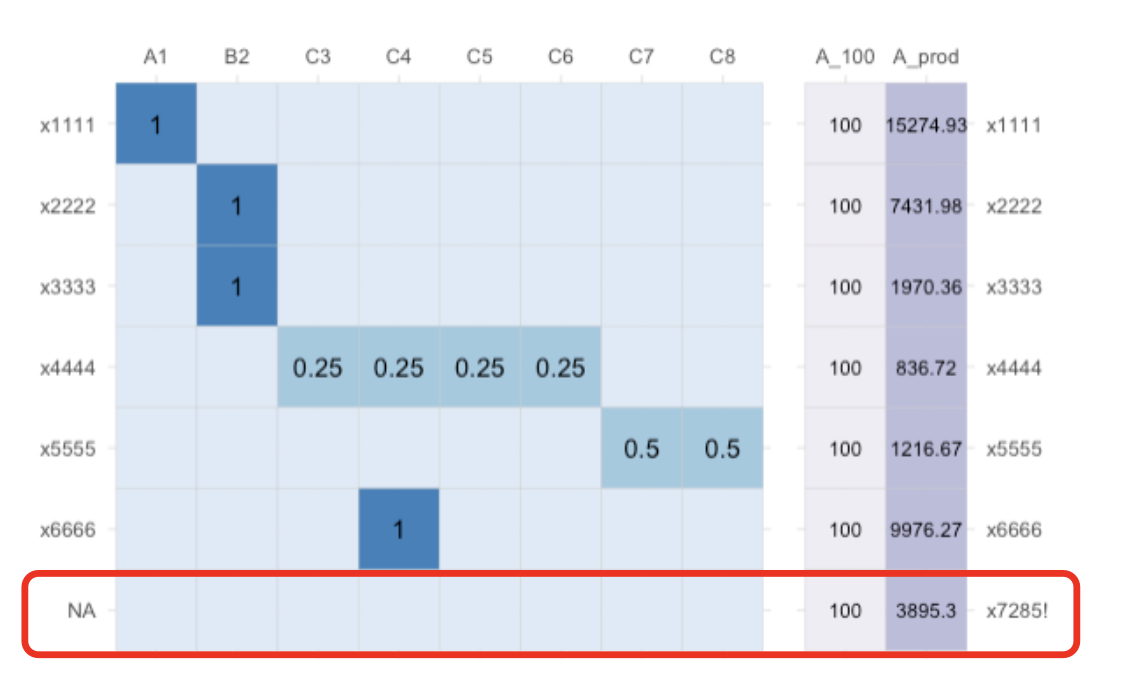 A1 B2 C3 C4 C5 C6 C7 C8 A_100 A_prod
x1111 1 100 15274.93 x1111
x2222 1 100 7431.98 x2222
x3333 1 100 1970.36 x3333
x4444 0.25 0.25 0.25 0.25 100 836.72 x4444
x5555 0.5 0.5 100 1216.67 x5555
x6666 1 100 9976.27 x6666
NA 100 3895.3 x7285!